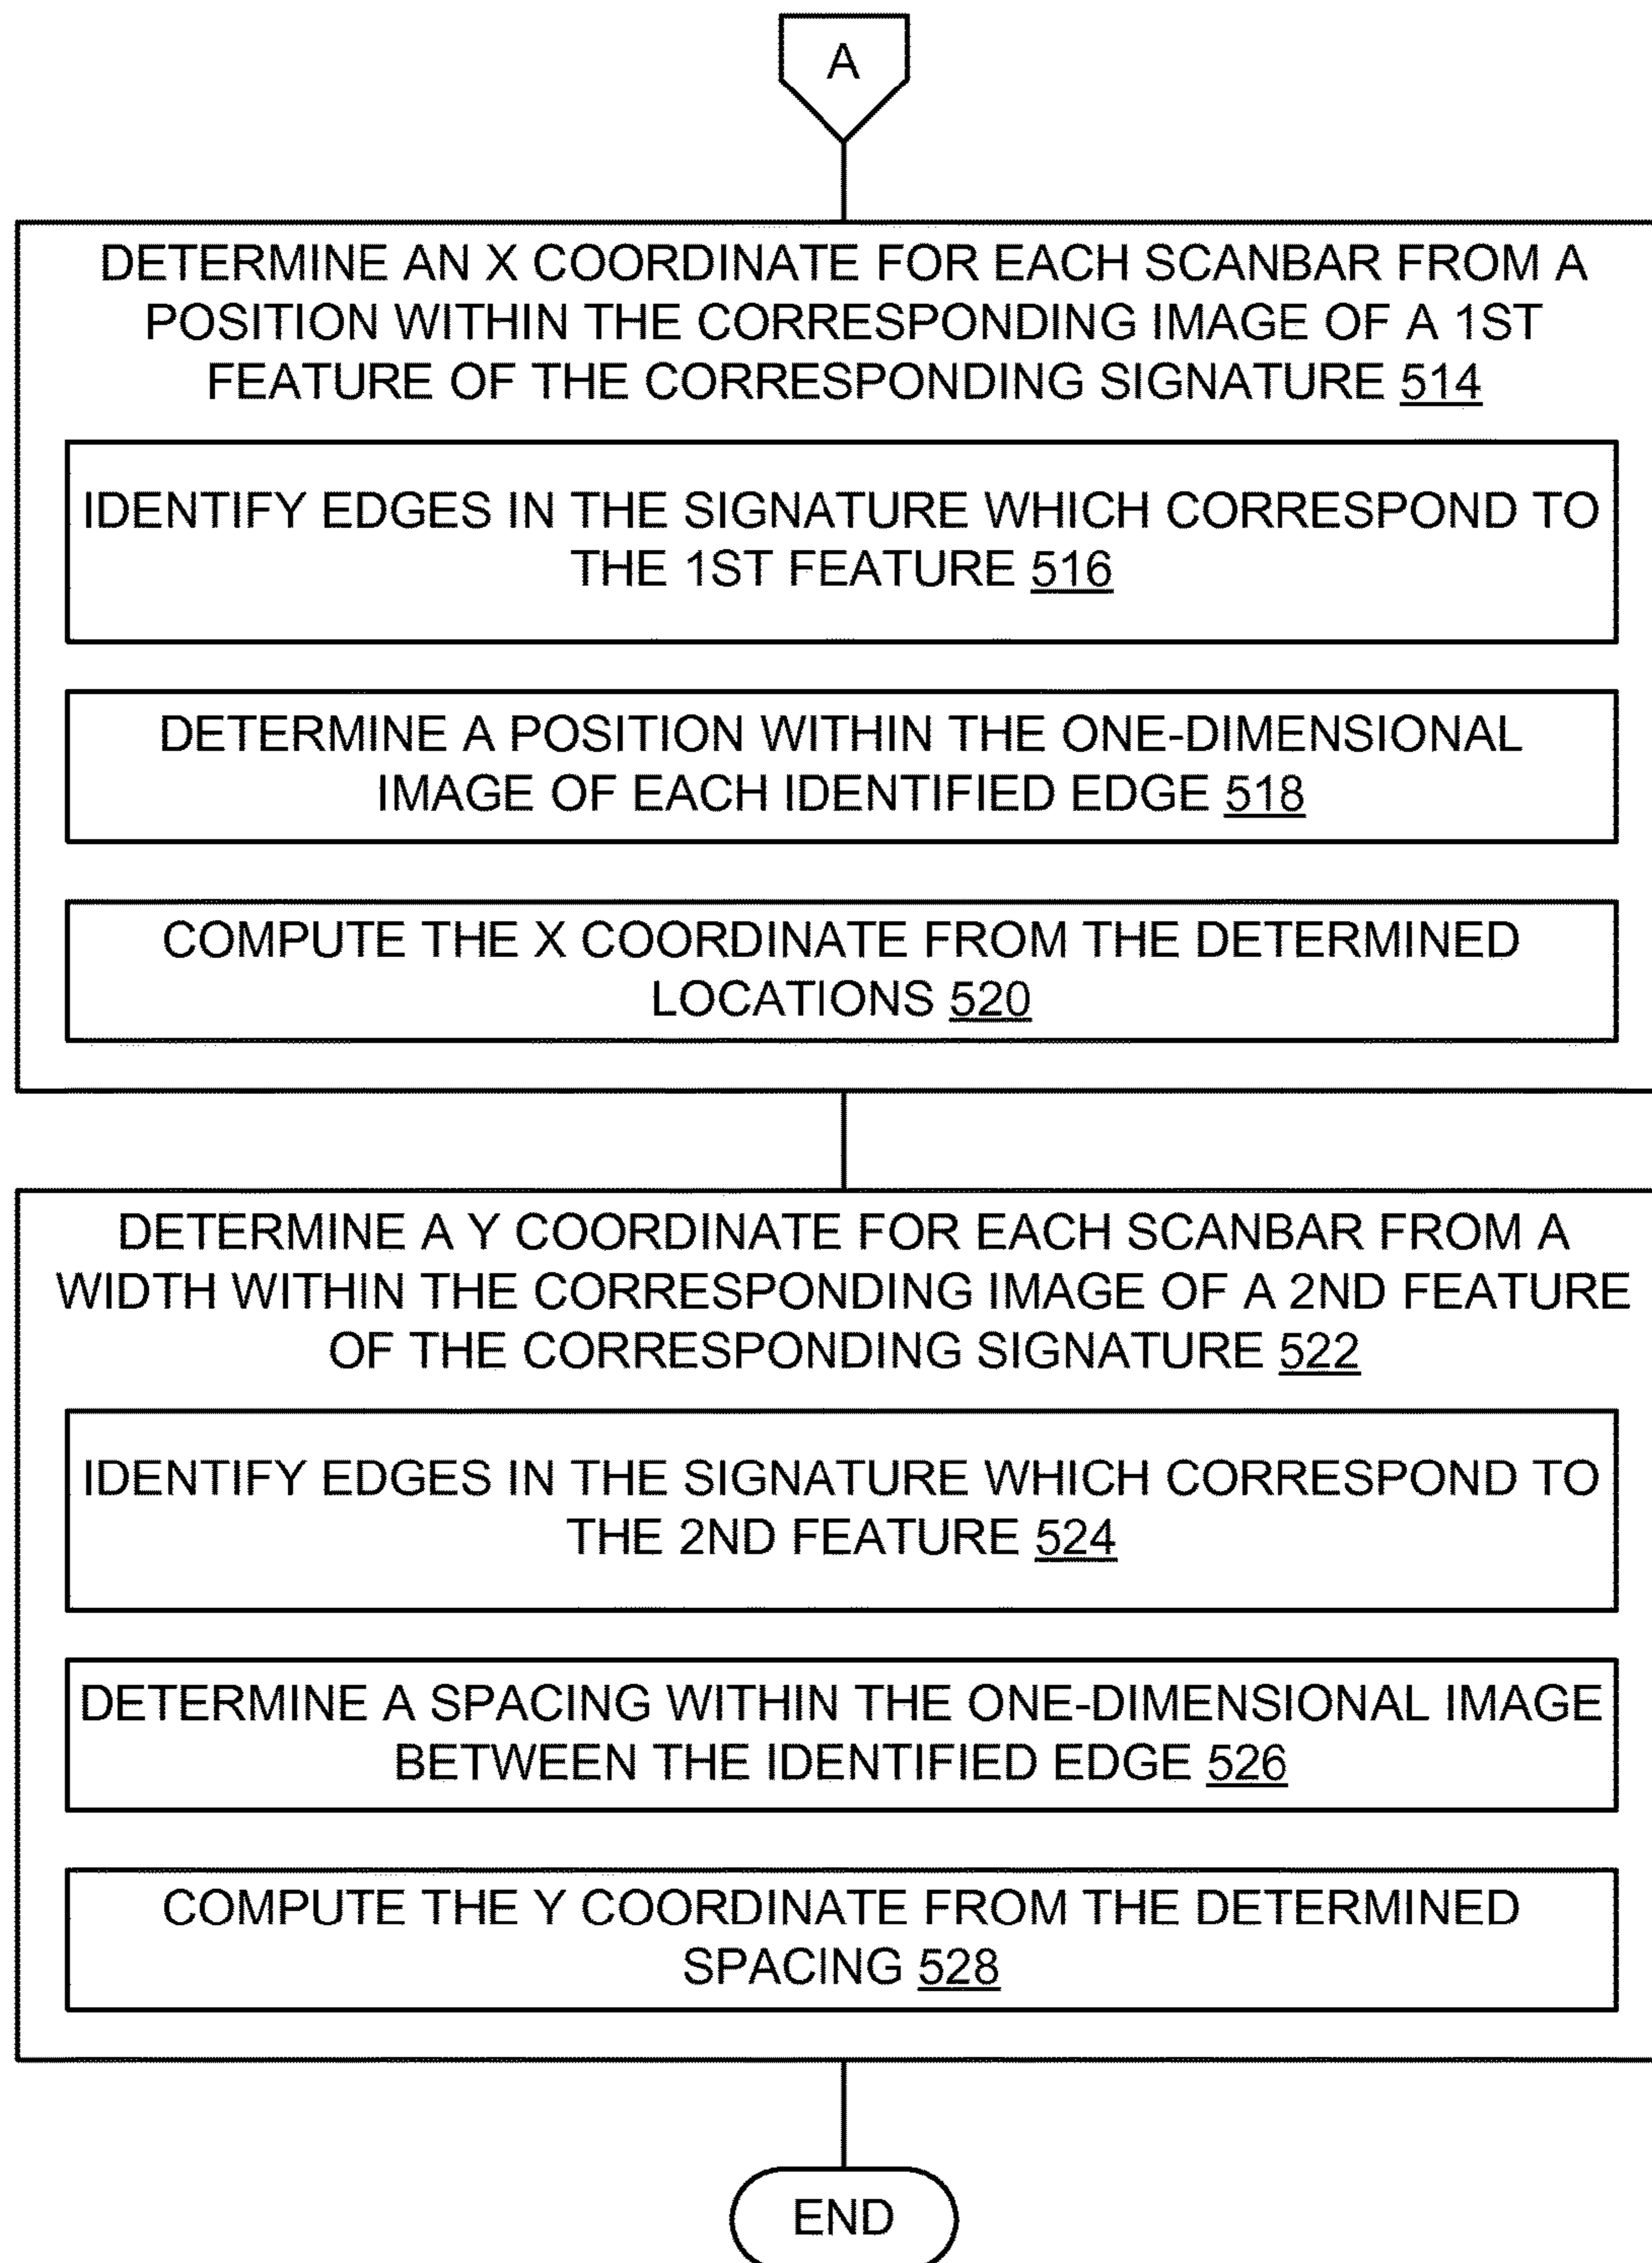 A
DETERMINE AN X COORDINATE FOR EACH SCANBAR FROM A
POSITION WITHIN THE CORRESPONDING IMAGE OF A 1ST
FEATURE OF THE CORRESPONDING SIGNATURE 514
IDENTIFY EDGES IN THE SIGNATURE WHICH CORRESPOND TO
THE 1ST FEATURE 516
DETERMINE A POSITION WITHIN THE ONE-DIMENSIONAL
IMAGE OF EACH IDENTIFIED EDGE 518
COMPUTE THE X COORDINATE FROM THE DETERMINED
LOCATIONS 520
DETERMINE A Y COORDINATE FOR EACH SCANBAR FROM A
WIDTH WITHIN THE CORRESPONDING IMAGE OF A 2ND FEATURE
OF THE CORRESPONDING SIGNATURE 522
IDENTIFY EDGES IN THE SIGNATURE WHICH CORRESPOND TO
THE 2ND FEATURE 524
DETERMINE A SPACING WITHIN THE ONE-DIMENSIONAL IMAGE
BETWEEN THE IDENTIFIED EDGE 526
COMPUTE THE Y COORDINATE FROM THE DETERMINED
SPACING 528
END